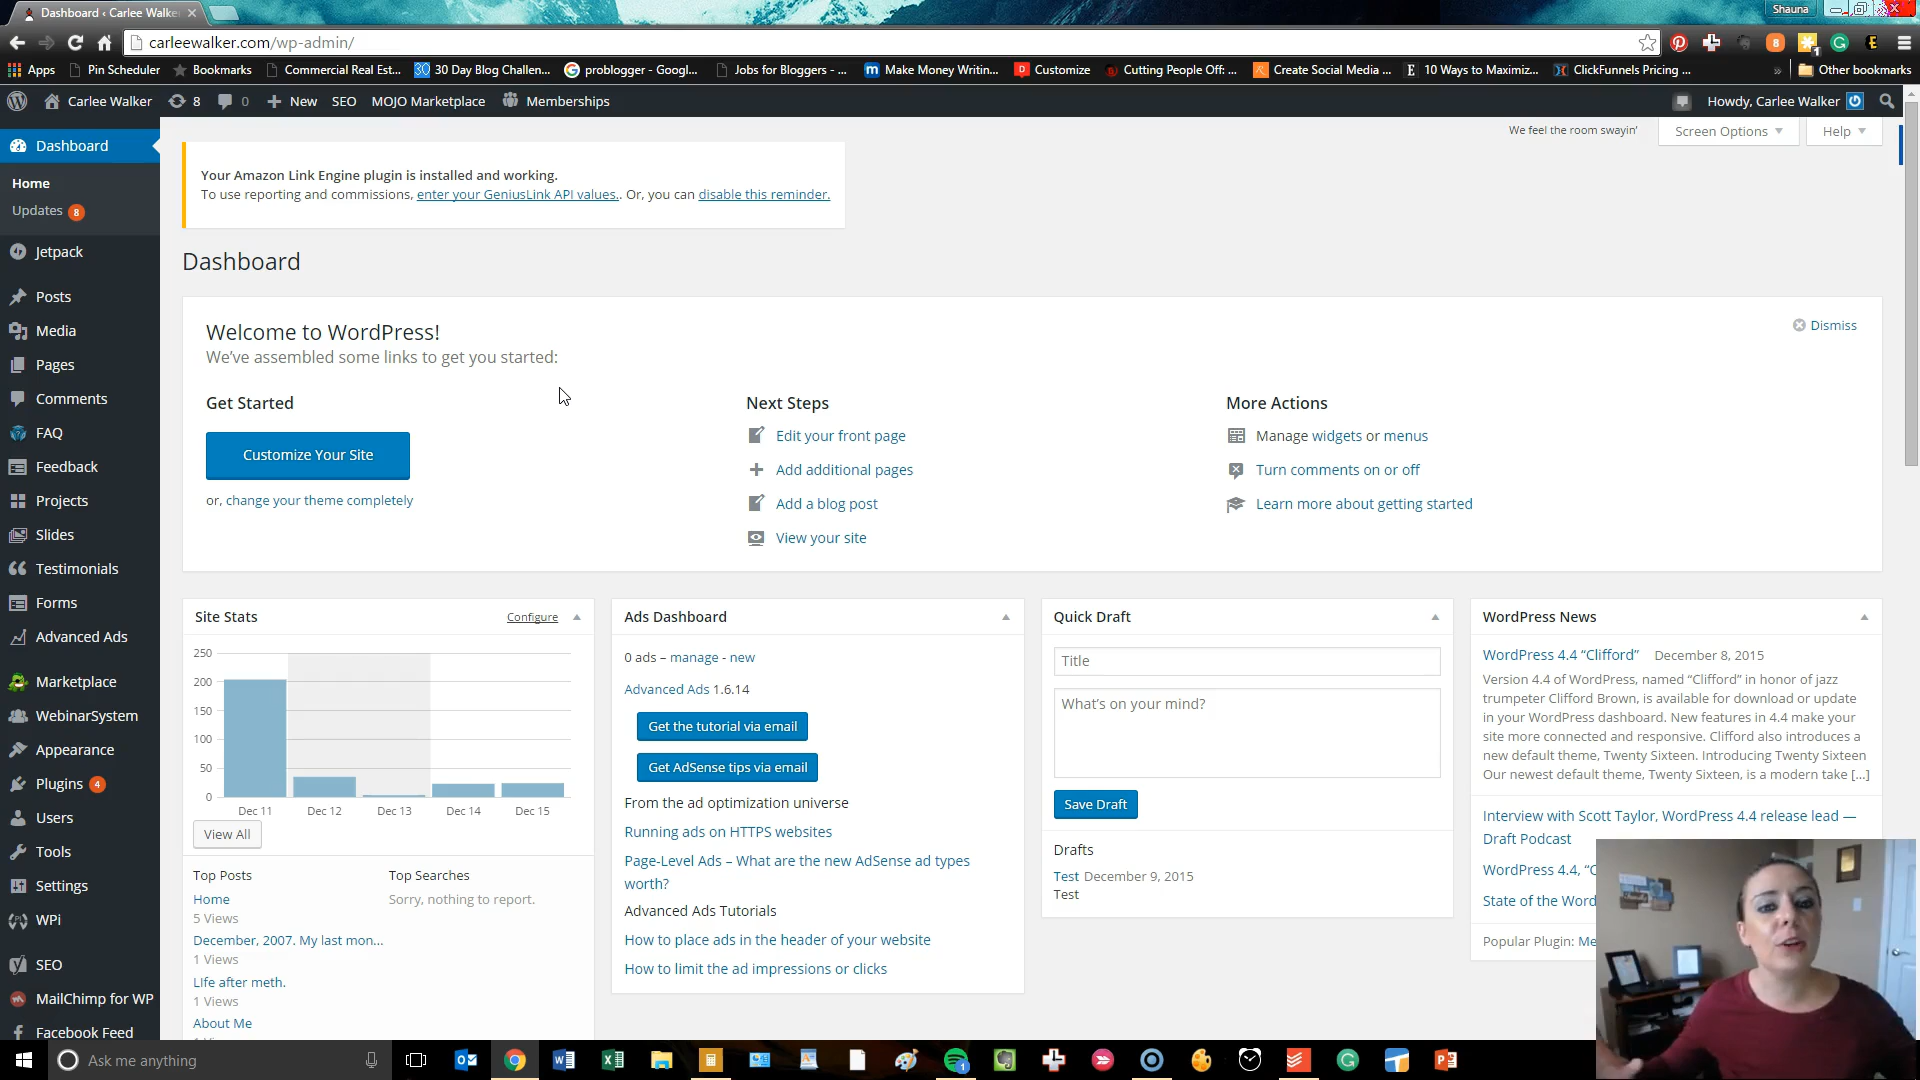 Dashboard ‹ Carlee Walke
Shauna
carleewalker.com/wp-admin/
Apps
Pin Scheduler
Bookmarks
Commercial Real Est...
30 Day Blog Challen...
problogger - Googl...
Jobs for Bloggers - ...
Make Money Writin...
Customize
Cutting People Off: ...
Create Social Media ...
10 Ways to Maximiz...
ClickFunnels Pricing ...
»
Other bookmarks
Carlee Walker
8
0
New
SEO
MOJO Marketplace
Memberships
Howdy, Carlee Walker
We feel the room swayin’
Screen Options
Help
Dashboard
Home
Updates 8
Jetpack
Posts
Media
Pages
Comments
FAQ
Feedback
Projects
Slides
Testimonials
Forms
Advanced Ads
Marketplace
WebinarSystem
Appearance
Plugins 4
Users
Tools
Settings
WPi
SEO
MailChimp for WP
Facebook Feed
Your Amazon Link Engine plugin is installed and working.
To use reporting and commissions, enter your GeniusLink API values.. Or, you can disable this reminder.
Dashboard
Welcome to WordPress!
We’ve assembled some links to get you started:
Dismiss
Get Started
Customize Your Site
or, change your theme completely
Next Steps
Edit your front page
Add additional pages
Add a blog post
View your site
More Actions
Manage widgets or menus
Turn comments on or off
Learn more about getting started
Site Stats
Configure
250
200
150
100
50
0
Dec 11
Dec 12
Dec 13
Dec 14
Dec 15
View All
Top Posts
Home
5 Views
December, 2007. My last mon...
1 Views
LIfe after meth.
1 Views
About Me
Top Searches
Sorry, nothing to report.
Ads Dashboard
0 ads – manage - new
Advanced Ads 1.6.14
Get the tutorial via email
Get AdSense tips via email
From the ad optimization universe
Running ads on HTTPS websites
Page-Level Ads – What are the new AdSense ad types
worth?
Advanced Ads Tutorials
How to place ads in the header of your website
How to limit the ad impressions or clicks
Quick Draft
Title
What’s on your mind?
Save Draft
Drafts
Test December 9, 2015
Test
WordPress News
WordPress 4.4 “Clifford” December 8, 2015
Version 4.4 of WordPress, named “Clifford” in honor of jazz
trumpeter Clifford Brown, is available for download or update
in your WordPress dashboard. New features in 4.4 make your
site more connected and responsive. Clifford also introduces a
new default theme, Twenty Sixteen. Introducing Twenty Sixteen
Our newest default theme, Twenty Sixteen, is a modern take [...]
Interview with Scott Taylor, WordPress 4.4 release lead —
Draft Podcast
WordPress 4.4, “C
State of the Word
Popular Plugin: Me
Ask me anything